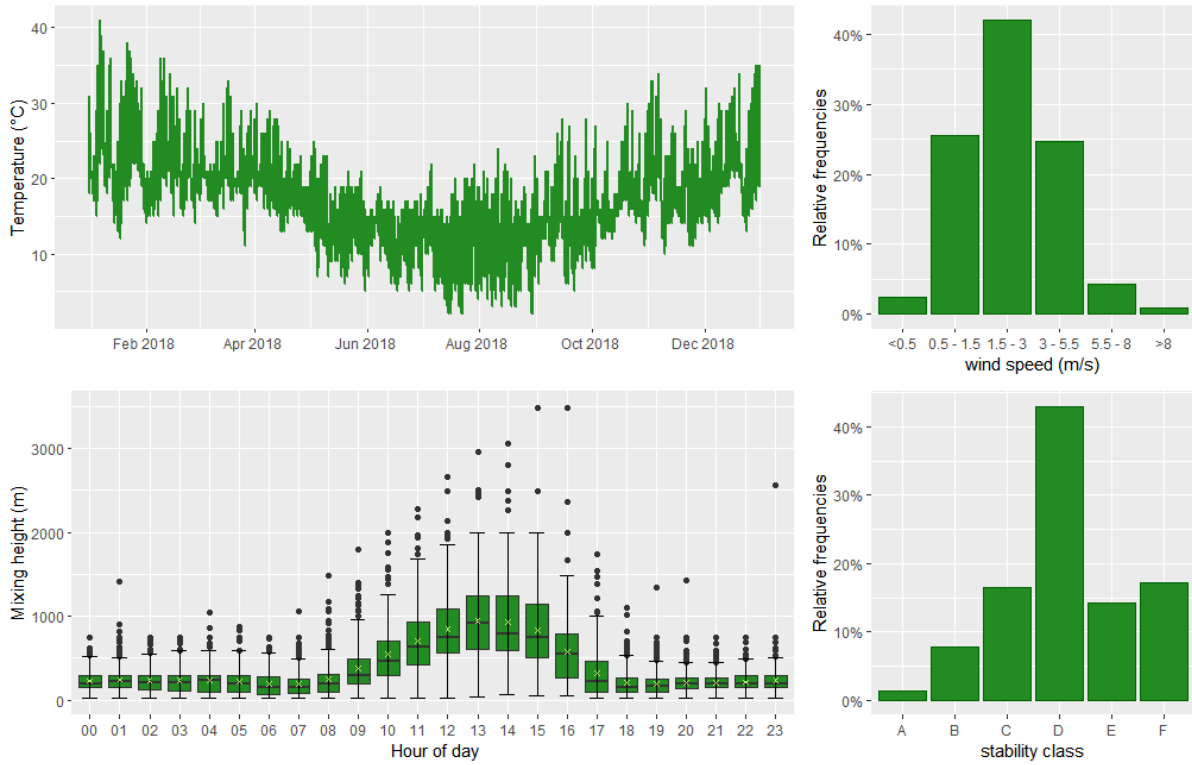 40
30
20
10
Temperature (°C)
Feb 2018 Apr 2018 Jun 2018 Aug 2018 Oct 2018 Dec 2018
40%
30%
20%
10%
0%
Relative frequencies
<0.5 0.5 - 1.5 1.5 - 3 3 - 5.5 5.5 - 8 >8
wind speed (m/s)
3000
2000
1000
0
Mixing height (m)
00 01 02 03 04 05 06 07 08 09 10 11 12 13 14 15 16 17 18 19 20 21 22 23
Hour of day
40%
30%
20%
10%
0%
Relative frequencies
A B C D E F
stability class